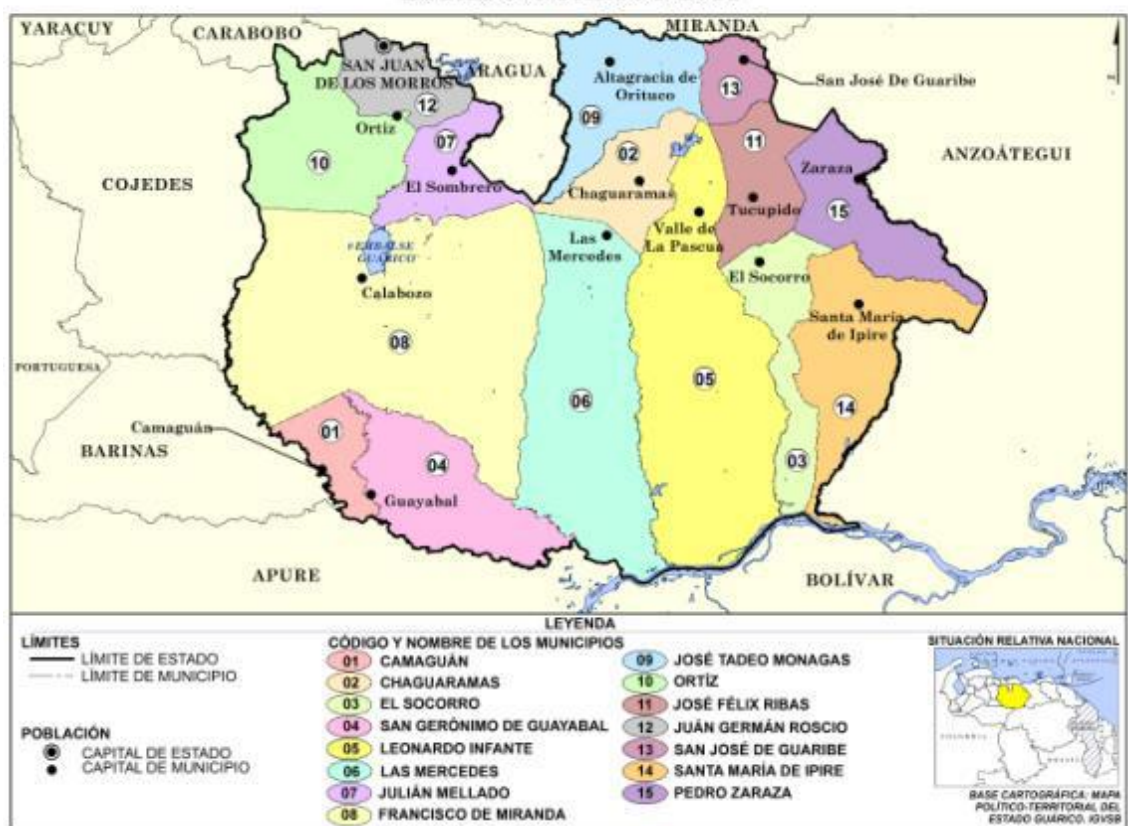 YARACUY
CARABOBO
MIRANDA
SAN JUAN
DE LOS MORROS
ARAGUA
Altagracia de
Orituco
San José De Guaribe
13
12
09
Ortiz
07
11
02
10
ANZOÁTEGUI
Zaraza
COJEDES
El Sombrero
Chaguaramas
Tucupido
15
Valle de
La Pascua
Las
Mercedes
EMBALSE
GUÁRICO
El Socorro
Calabozo
Santa María
de Ipire
08
PORTUGUESA
05
06
14
Camaguán
01
BARINAS
04
03
Guayabal
APURE
BOLÍVAR
LEYENDA
LÍMITES
LÍMITE DE ESTADO
LÍMITE DE MUNICIPIO
POBLACIÓN
CAPITAL DE ESTADO
CAPITAL DE MUNICIPIO
CÓDIGO Y NOMBRE DE LOS MUNICIPIOS
01 CAMAGUÁN
02 CHAGUARAMAS
03 EL SOCORRO
04 SAN GERÓNIMO DE GUAYABAL
05 LEONARDO INFANTE
06 LAS MERCEDES
07 JULIÁN MELLADO
08 FRANCISCO DE MIRANDA
09 JOSÉ TADEO MONAGAS
10 ORTÍZ
11 JOSÉ FÉLIX RIBAS
12 JUÁN GERMÁN ROSCIO
13 SAN JOSÉ DE GUARIBE
14 SANTA MARÍA DE IPIRE
15 PEDRO ZARAZA
SITUACIÓN RELATIVA NACIONAL
BASE CARTOGRÁFICA: MAPA
POLÍTICO-TERRITORIAL DEL
ESTADO GUÁRICO. IGVSB